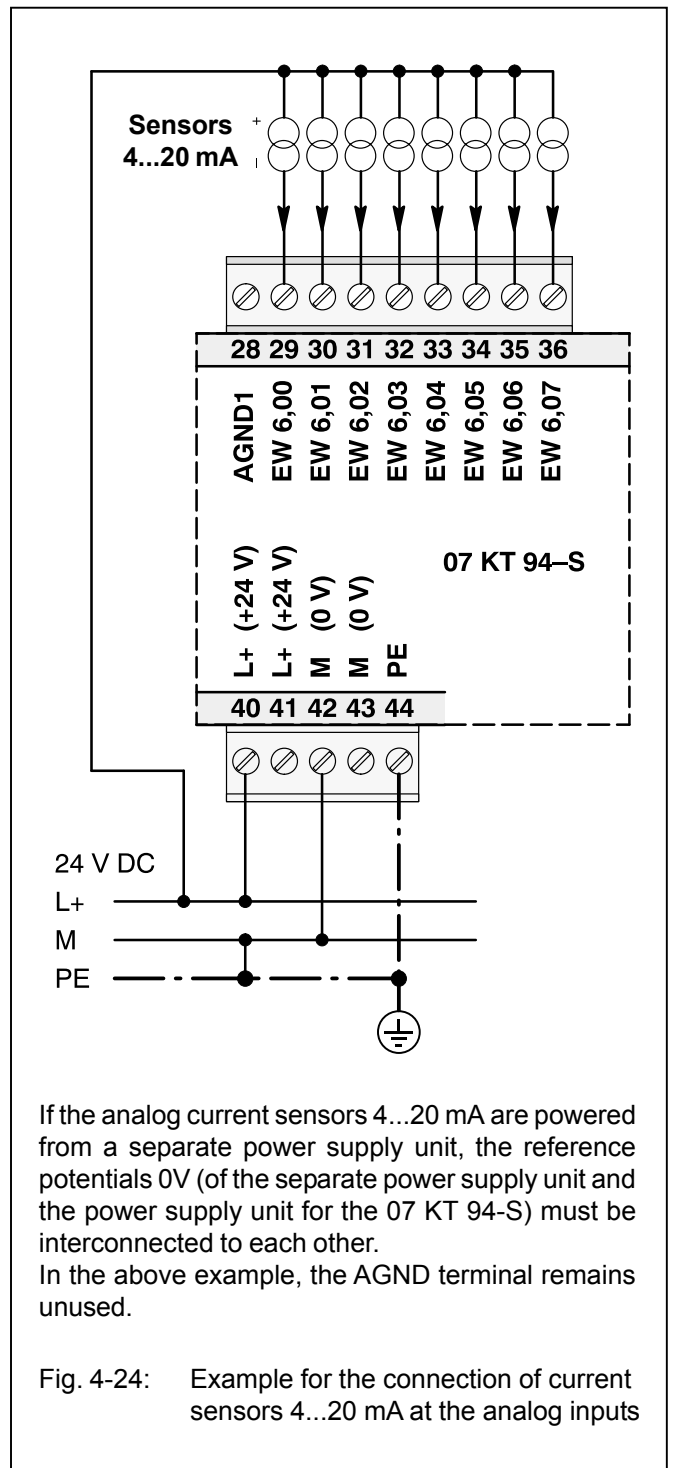 Sensors
4...20 mA
+
–
28 29 30 31 32 33 34 35 36
AGND1
EW 6,00
EW 6,01
EW 6,02
EW 6,03
EW 6,04
EW 6,05
EW 6,06
EW 6,07
07 KT 94–S
L+ (+24 V)
L+ (+24 V)
M (0 V)
M (0 V)
PE
40 41 42 43 44
24 V DC
L+
M
PE
If the analog current sensors 4...20 mA are powered
from a separate power supply unit, the reference
potentials 0V (of the separate power supply unit and
the power supply unit for the 07 KT 94-S) must be
interconnected to each other.
In the above example, the AGND terminal remains
unused.
Fig. 4-24: Example for the connection of current
sensors 4...20 mA at the analog inputs